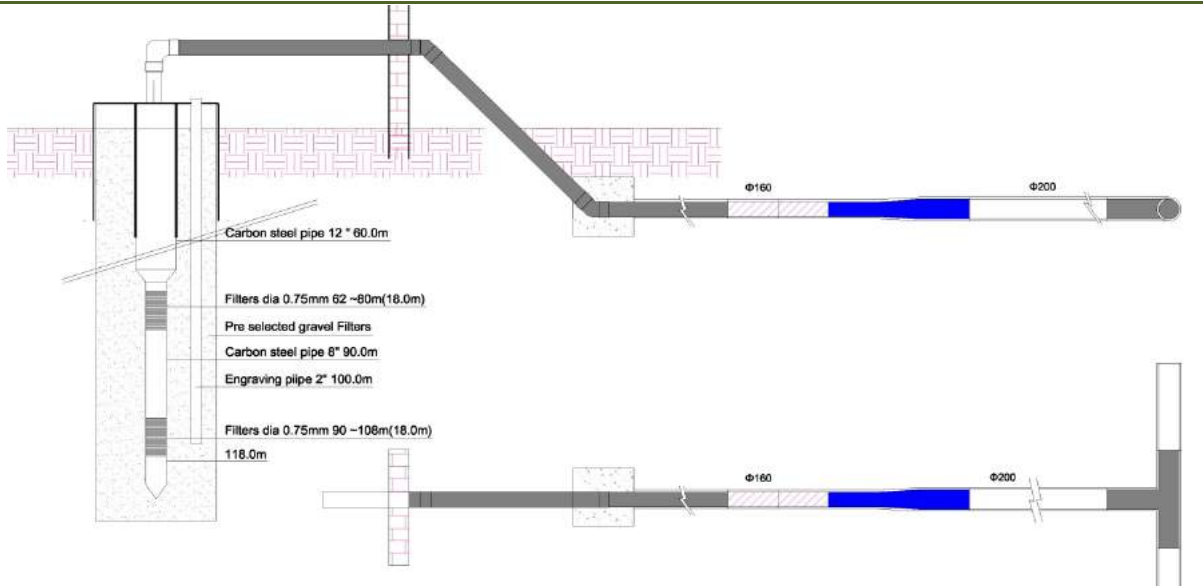 Φ160
Φ200
Carbon steel pipe 12 " 60.0m
Filters dia 0.75mm 62 ~80m(18.0m)
Pre selected gravel Filters
Carbon steel pipe 8" 90.0m
Engraving piipe 2" 100.0m
Filters dia 0.75mm 90 ~108m(18.0m)
118.0m
Φ160
Φ200